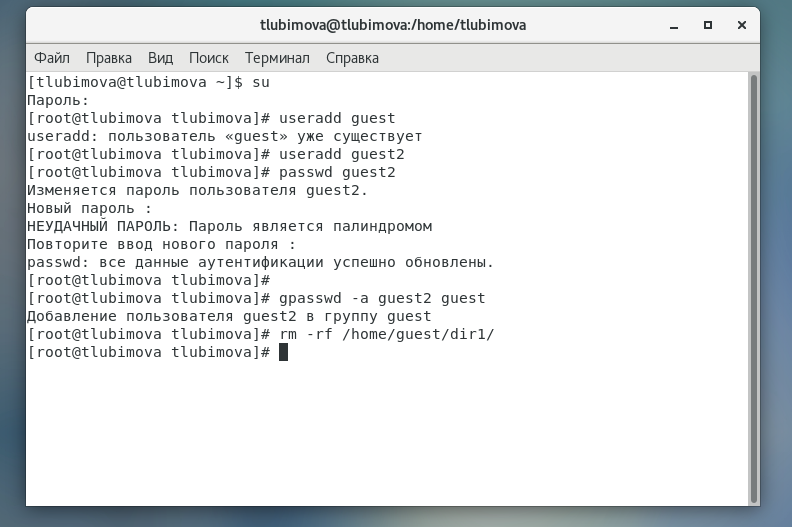 tlubimova@tlubimova:/home/tlubimova
Файл Правка Вид Поиск Терминал Справка
[tlubimova@tlubimova ~]$ su
Пароль:
[root@tlubimova tlubimova]# useradd guest
useradd: пользователь «guest» уже существует
[root@tlubimova tlubimova]# useradd guest2
[root@tlubimova tlubimova]# passwd guest2
Изменяется пароль пользователя guest2.
Новый пароль :
НЕУДАЧНЫЙ ПАРОЛЬ: Пароль является палиндромом
Повторите ввод нового пароля :
passwd: все данные аутентификации успешно обновлены.
[root@tlubimova tlubimova]#
[root@tlubimova tlubimova]# gpasswd -a guest2 guest
Добавление пользователя guest2 в группу guest
[root@tlubimova tlubimova]# rm -rf /home/guest/dir1/
[root@tlubimova tlubimova]#